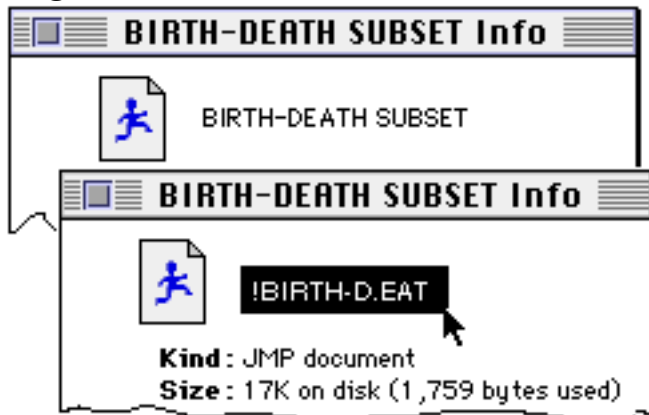 BIRTH-DEATH SUBSET Info
BIRTH-DEATH SUBSET
BIRTH-DEATH SUBSET Info
!BIRTH-D.EAT
Kind: JMP document
Size: 17K on disk (1,759 bytes used)